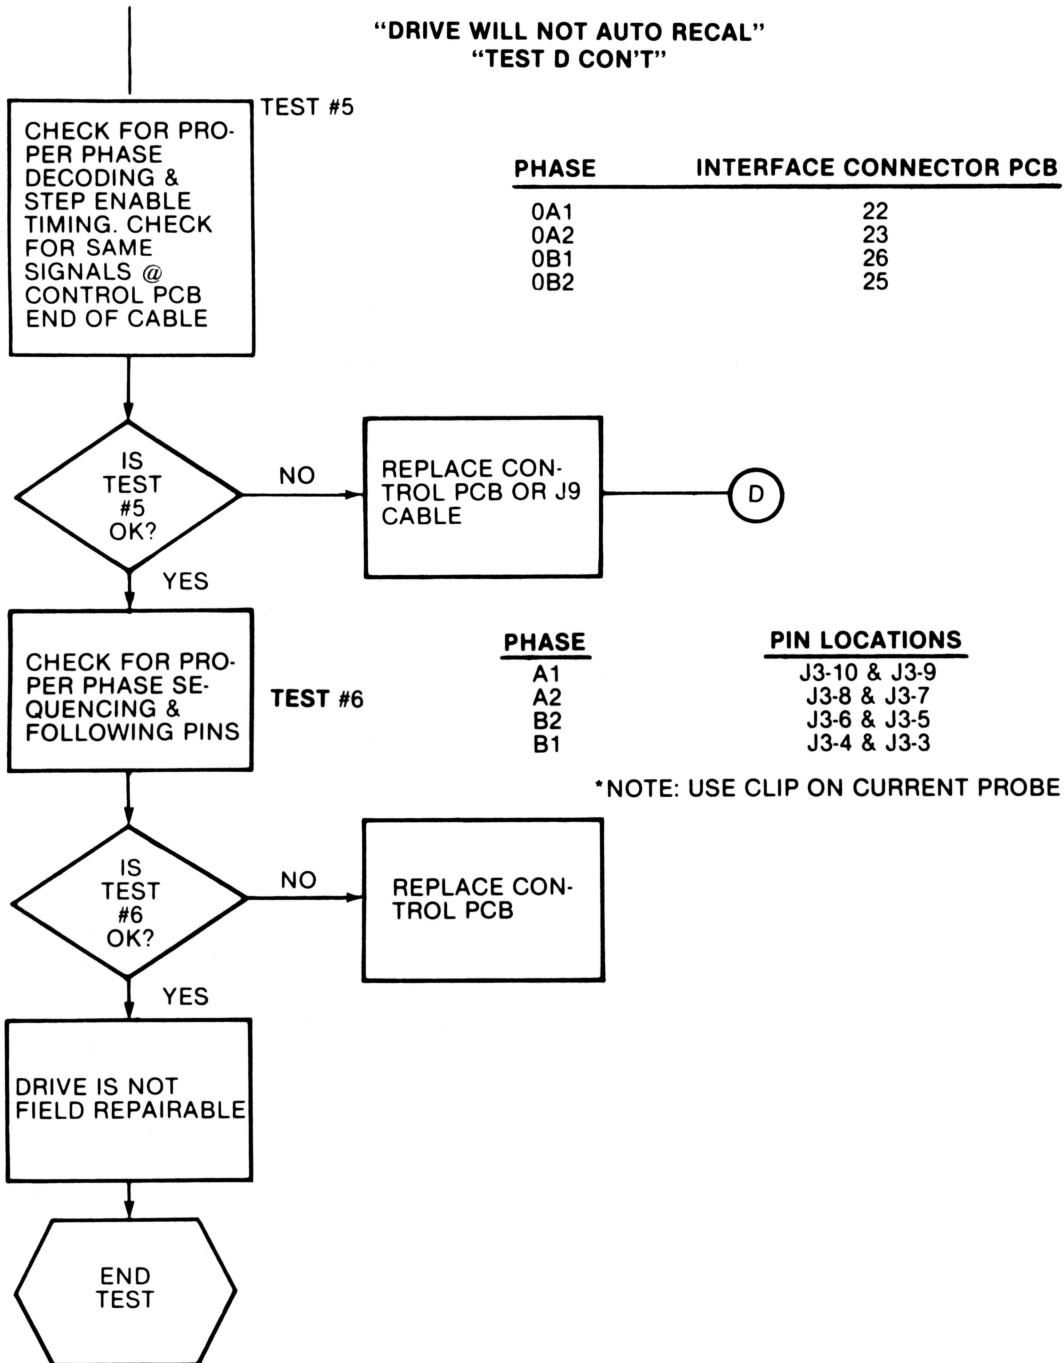 “DRIVE WILL NOT AUTO RECAL”
“TEST D CON'T”
TEST #5
CHECK FOR PRO-
PER PHASE
DECODING &
STEP ENABLE
TIMING. CHECK
FOR SAME
SIGNALS @
CONTROL PCB
END OF CABLE
PHASE INTERFACE CONNECTOR PCB
0A1 22
0A2 23
0B1 26
0B2 25
IS
TEST
#5
OK?
NO
REPLACE CON-
TROL PCB OR J9
CABLE
D
YES
CHECK FOR PRO-
PER PHASE SE-
QUENCING &
FOLLOWING PINS
TEST #6
PHASE PIN LOCATIONS
A1 J3-10 & J3-9
A2 J3-8 & J3-7
B2 J3-6 & J3-5
B1 J3-4 & J3-3
*NOTE: USE CLIP ON CURRENT PROBE
IS
TEST
#6
OK?
NO
REPLACE CON-
TROL PCB
YES
DRIVE IS NOT
FIELD REPAIRABLE
END
TEST